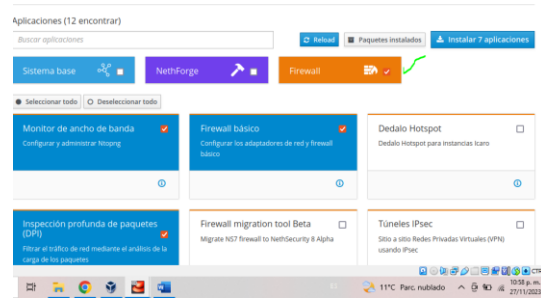 Aplicaciones (12 encontrar)
Buscar aplicaciones
Reload
Paquetes instalados
Instalar 7 aplicaciones
Sistema base
NethForge
Firewall
Seleccionar todo
Deseleccionar todo
Monitor de ancho de banda
Configurar y administrar Ntopng
Firewall básico
Configurar los adaptadores de red y firewall
básico
Dedalo Hotspot
Dedalo Hotspot para instancias Icaro
Inspección profunda de paquetes
(DPI)
Filtrar el tráfico de red mediante el análisis de la
carga de los paquetes
Firewall migration tool Beta
Migrate NS7 firewall to NethSecurity 8 Alpha
Túneles IPsec
Sitio a sitio Redes Privadas Virtuales (VPN)
usando IPsec
11°C Parc. nublado
10:58 p. m.
27/11/2023